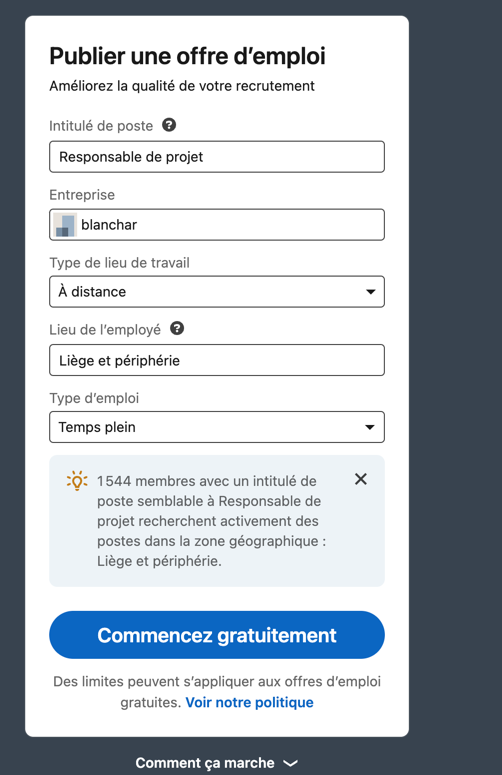 Publier une offre d’emploi
Améliorez la qualité de votre recrutement
Intitulé de poste ?
Responsable de projet
Entreprise
blanchar
Type de lieu de travail
À distance
Lieu de l’employé ?
Liège et périphérie
Type d’emploi
Temps plein
1 544 membres avec un intitulé de
poste semblable à Responsable de
projet recherchent activement des
postes dans la zone géographique :
Liège et périphérie.
Commencez gratuitement
Des limites peuvent s’appliquer aux offres d’emploi
gratuites. Voir notre politique
Comment ça marche